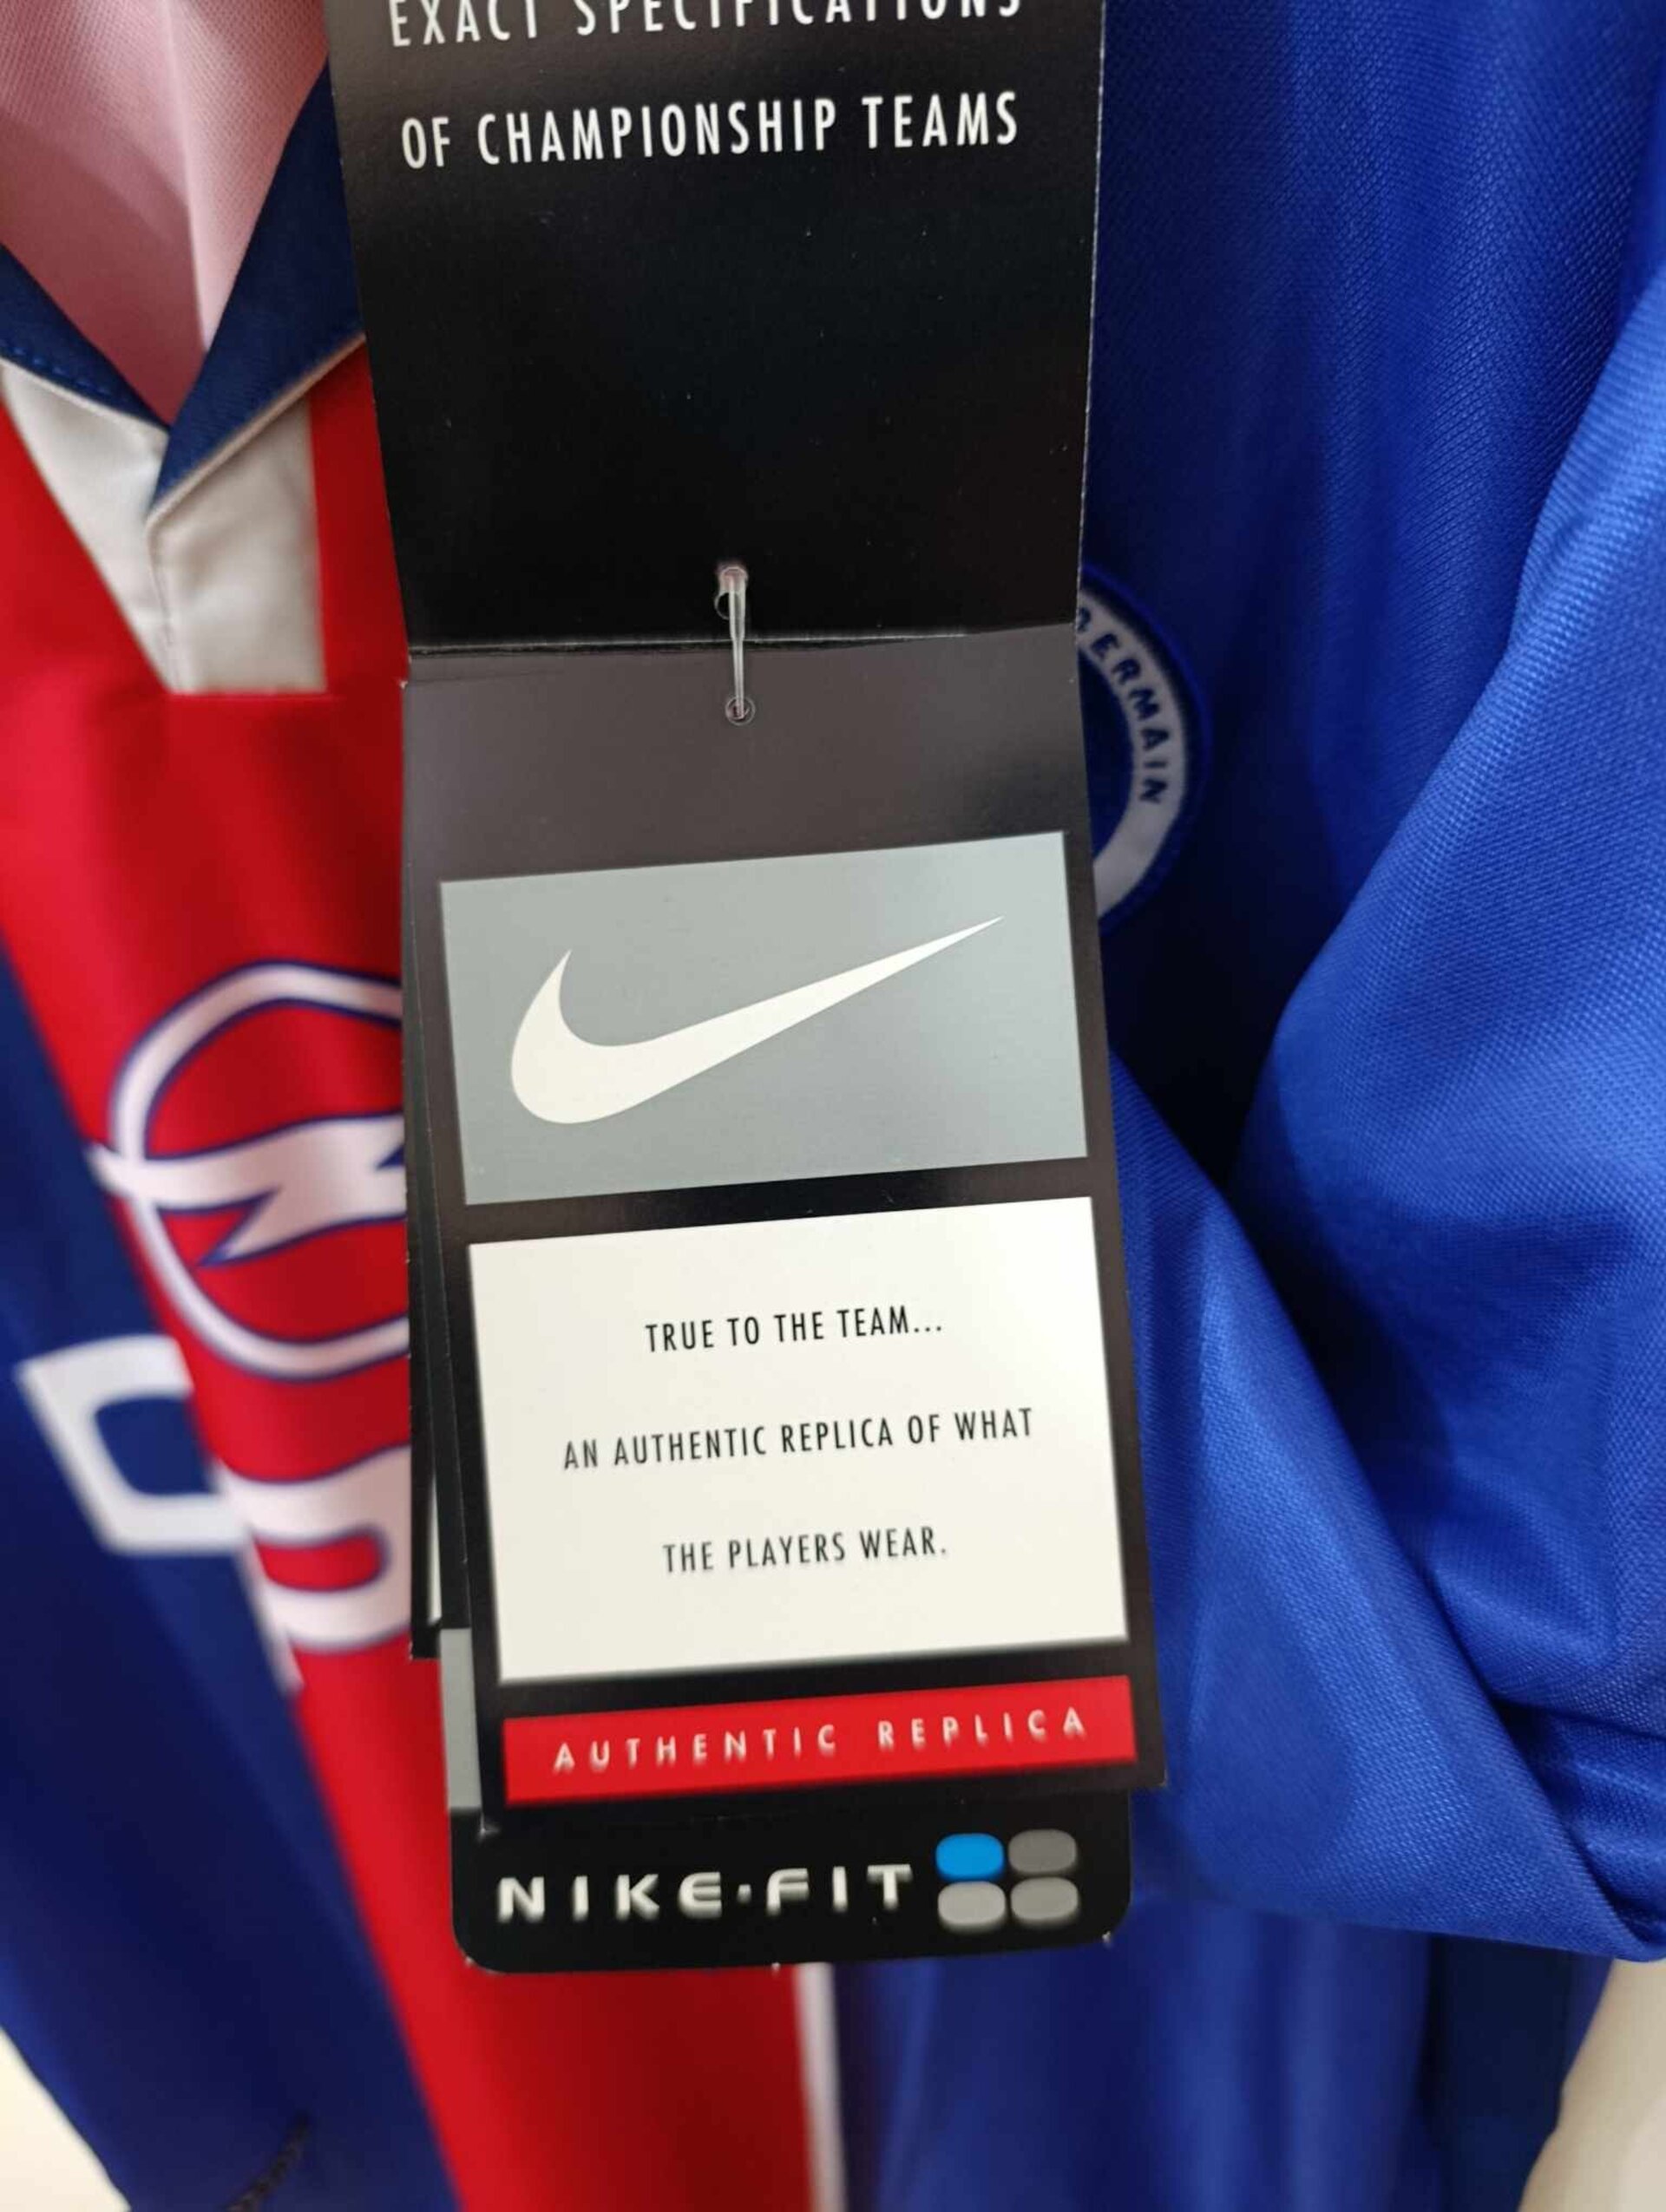 EXACT SPECIFICATIONS
OF CHAMPIONSHIP TEAMS
GERMAIN
TRUE TO THE TEAM...
AN AUTHENTIC REPLICA OF WHAT
THE PLAYERS WEAR.
AUTHENTIC REPLICA
NIKE·FIT